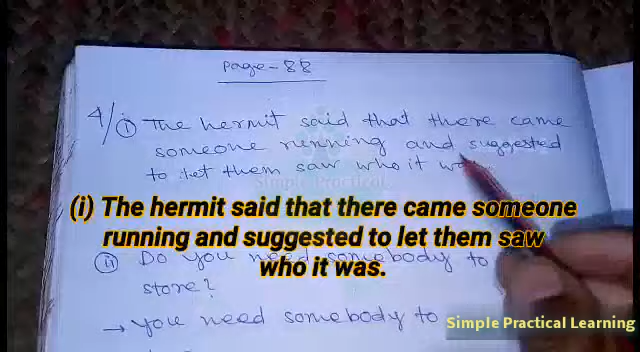 Page-88
4/ (i) The hermit said that there came
someone running and suggested
to let them saw who it
Simple Practical
(i) The hermit said that there came someone
running and suggested to let them saw
who it was.
(ii) Do you need somebody to
store?
→ You need somebody to
Simple Practical Learning